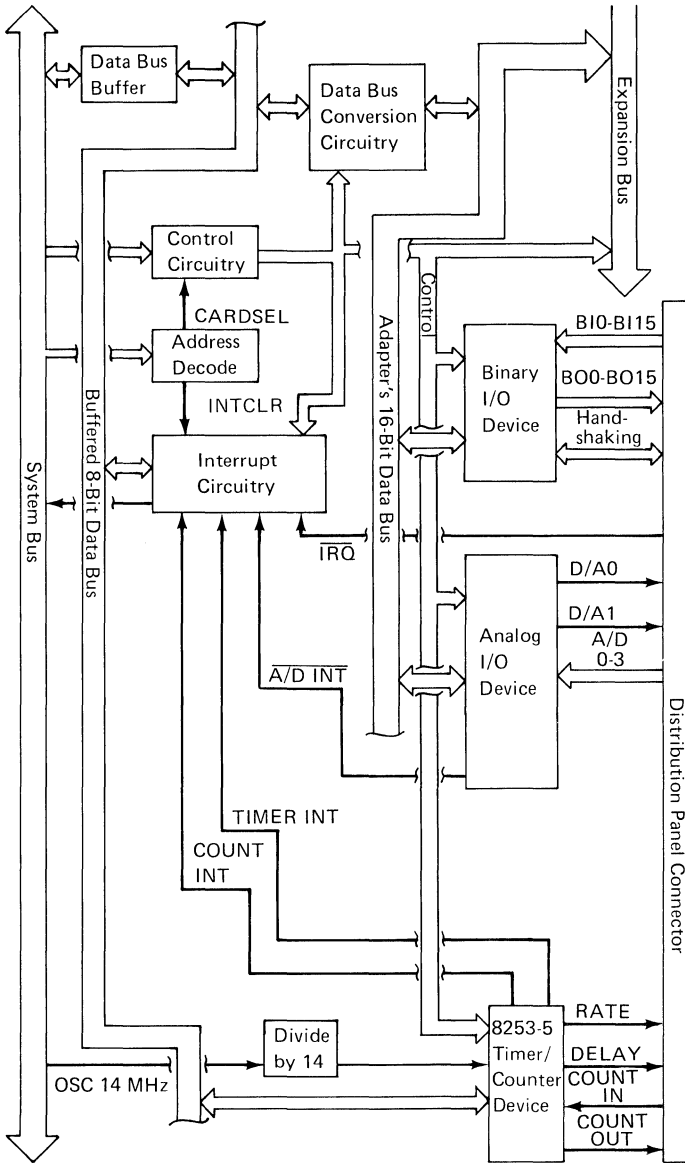 Data Bus
Buffer
Data Bus
Conversion
Circuitry
Expansion Bus
Control
Circuitry
CARDSEL
Address
Decode
INTCLR
Interrupt
Circuitry
System Bus
Buffered 8-Bit Data Bus
Adapter's 16-Bit Data Bus
Control
Binary
I/O
Device
BI0-BI15
BO0-BO15
Hand-
shaking
IRQ
Analog
I/O
Device
D/A0
D/A1
A/D
0-3
A/D INT
Distribution Panel Connector
TIMER INT
COUNT
INT
OSC 14 MHz
Divide
by 14
8253-5
Timer/
Counter
Device
RATE
DELAY
COUNT
IN
COUNT
OUT